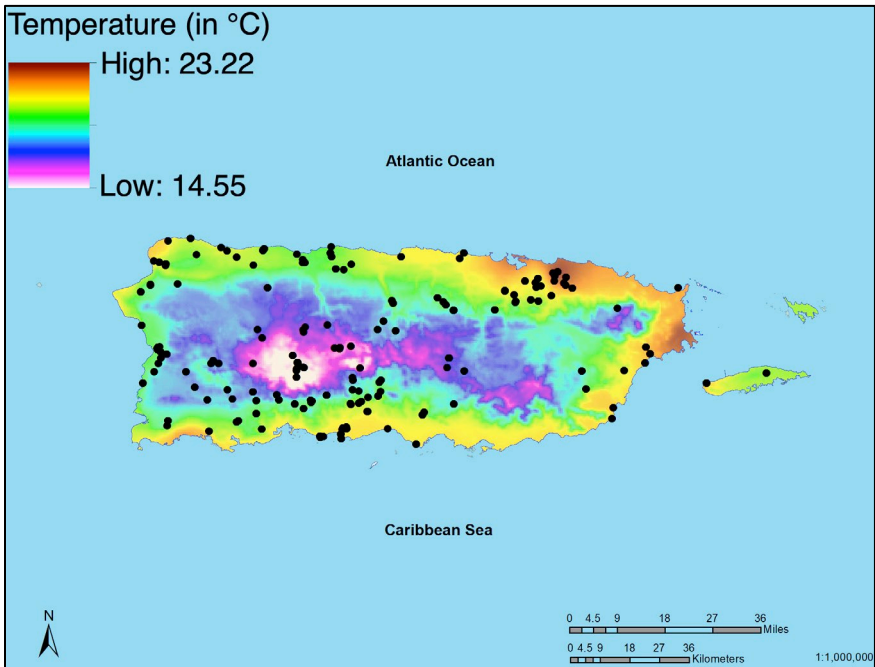 Temperature (in °C)
High: 23.22
Low: 14.55
Atlantic Ocean
Caribbean Sea
N
0 4.5 9 18 27 36
Miles
0 4.5 9 18 27 36
Kilometers
1:1,000,000